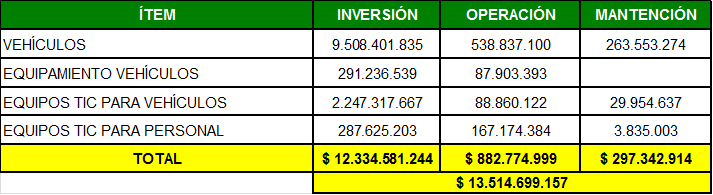 ÍTEM INVERSIÓN OPERACIÓN MANTENCIÓN
VEHÍCULOS 9.508.401.835 538.837.100 263.553.274
EQUIPAMIENTO VEHÍCULOS 291.236.539 87.903.393
EQUIPOS TIC PARA VEHÍCULOS 2.247.317.667 88.860.122 29.954.637
EQUIPOS TIC PARA PERSONAL 287.625.203 167.174.384 3.835.003
TOTAL $ 12.334.581.244 $ 882.774.999 $ 297.342.914
$ 13.514.699.157